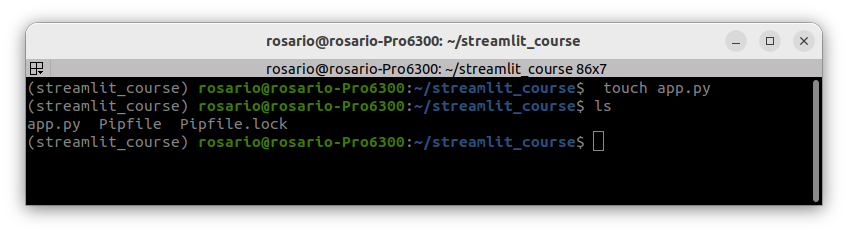 rosario@rosario-Pro6300: ~/streamlit_course
rosario@rosario-Pro6300: ~/streamlit_course 86x7
(streamlit_course) rosario@rosario-Pro6300:~/streamlit_course$  touch app.py
(streamlit_course) rosario@rosario-Pro6300:~/streamlit_course$ ls
app.py  Pipfile  Pipfile.lock
(streamlit_course) rosario@rosario-Pro6300:~/streamlit_course$